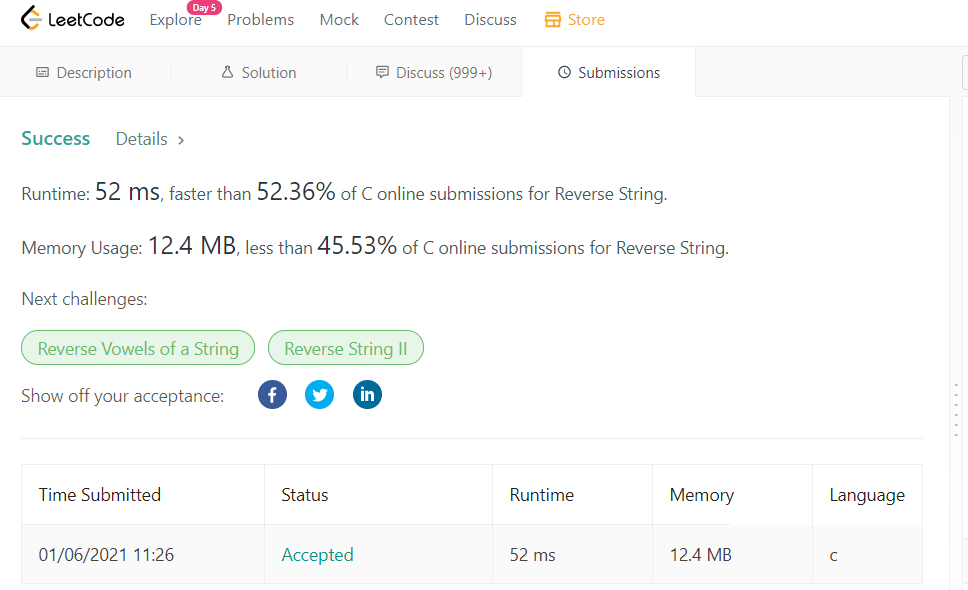 Day 5
LeetCode Explore Problems Mock Contest Discuss Store
Description Solution Discuss (999+) Submissions
Success Details >
Runtime: 52 ms, faster than 52.36% of C online submissions for Reverse String.
Memory Usage: 12.4 MB, less than 45.53% of C online submissions for Reverse String.
Next challenges:
Reverse Vowels of a String Reverse String II
Show off your acceptance: f in
Time Submitted Status Runtime Memory Language
01/06/2021 11:26 Accepted 52 ms 12.4 MB c